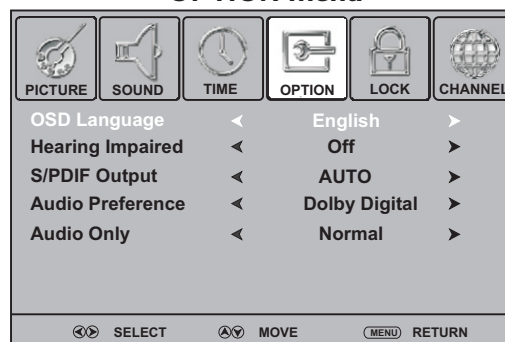 PICTURE SOUND TIME OPTION LOCK CHANNEL
OSD Language English
Hearing Impaired Off
S/PDIF Output AUTO
Audio Preference Dolby Digital
Audio Only Normal
SELECT MOVE MENU RETURN